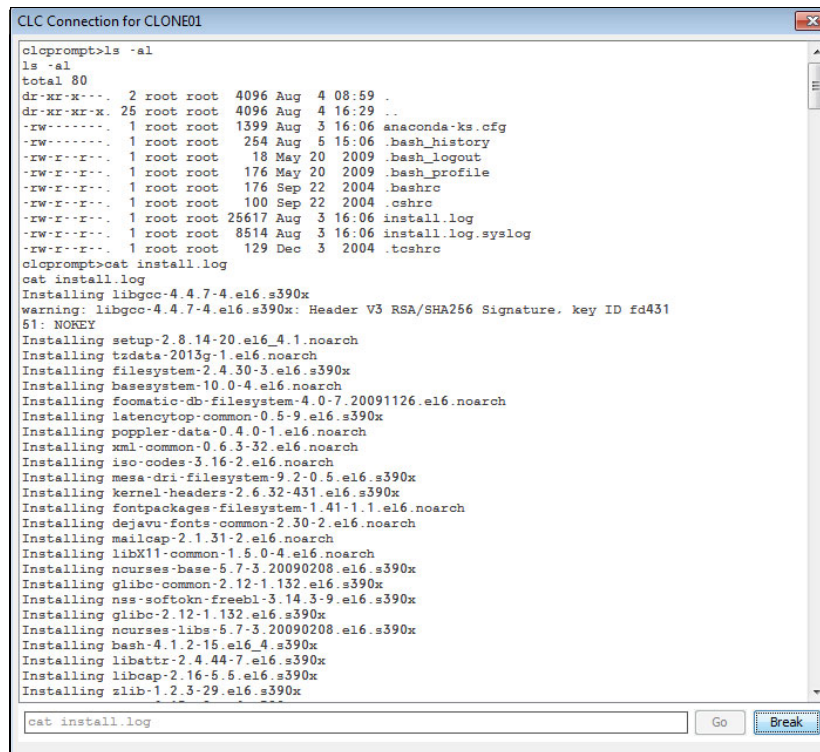 CLC Connection for CLONE01
clcprompt>ls -al
ls -al
total 80
dr-xr-x---. 2 root root 4096 Aug 4 08:59 .
dr-xr-xr-x. 25 root root 4096 Aug 4 16:29 ..
-rw-------. 1 root root 1399 Aug 3 16:06 anaconda-ks.cfg
-rw-------. 1 root root 254 Aug 5 15:06 .bash_history
-rw-r--r--. 1 root root 18 May 20 2009 .bash_logout
-rw-r--r--. 1 root root 176 May 20 2009 .bash_profile
-rw-r--r--. 1 root root 176 Sep 22 2004 .bashrc
-rw-r--r--. 1 root root 100 Sep 22 2004 .cshrc
-rw-r--r--. 1 root root 25617 Aug 3 16:06 install.log
-rw-r--r--. 1 root root 8514 Aug 3 16:06 install.log.syslog
-rw-r--r--. 1 root root 129 Dec 3 2004 .tcshrc
clcprompt>cat install.log
cat install.log
Installing libgcc-4.4.7-4.el6.s390x
warning: libgcc-4.4.7-4.el6.s390x: Header V3 RSA/SHA256 Signature, key ID fd431
51: NOKEY
Installing setup-2.8.14-20.el6_4.1.noarch
Installing tzdata-2013g-1.el6.noarch
Installing filesystem-2.4.30-3.el6.s390x
Installing basesystem-10.0-4.el6.noarch
Installing foomatic-db-filesystem-4.0-7.20091126.el6.noarch
Installing latencytop-common-0.5-9.el6.s390x
Installing poppler-data-0.4.0-1.el6.noarch
Installing xml-common-0.6.3-32.el6.noarch
Installing iso-codes-3.16-2.el6.noarch
Installing mesa-dri-filesystem-9.2-0.5.el6.s390x
Installing kernel-headers-2.6.32-431.el6.s390x
Installing fontpackages-filesystem-1.41-1.1.el6.noarch
Installing dejavu-fonts-common-2.30-2.el6.noarch
Installing mailcap-2.1.31-2.el6.noarch
Installing libX11-common-1.5.0-4.el6.noarch
Installing ncurses-base-5.7-3.20090208.el6.s390x
Installing glibc-common-2.12-1.132.el6.s390x
Installing nss-softokn-freebl-3.14.3-9.el6.s390x
Installing glibc-2.12-1.132.el6.s390x
Installing ncurses-libs-5.7-3.20090208.el6.s390x
Installing bash-4.1.2-15.el6_4.s390x
Installing libattr-2.4.44-7.el6.s390x
Installing libcap-2.16-5.5.el6.s390x
Installing zlib-1.2.3-29.el6.s390x
cat install.log
Go
Break